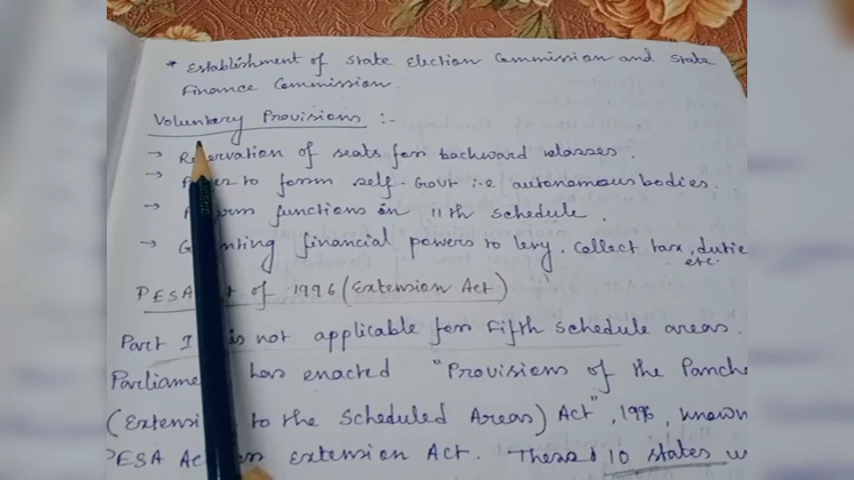 * Establishment of State Election Commission and State
Finance Commission.
Voluntary Provisions :-
→ Reservation of seats for backward classes.
→ to form self-Govt i.e autonomous bodies.
→ functions in 11th schedule.
→ financial powers to levy, collect tax, dutie
etc.
PESA of 1996 (Extension Act)
Part is not applicable for Fifth schedule areas.
Parliame has enacted "Provisions of the Panch
(Extensi to the Scheduled Areas) Act", 1996, known
PESA Ac Extension Act. These 10 states